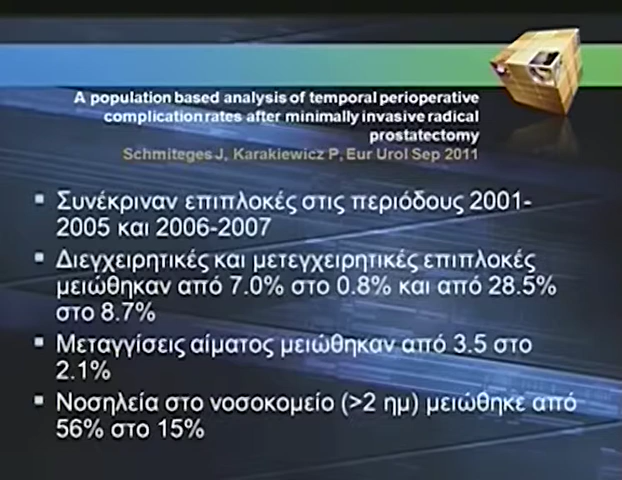 A population based analysis of temporal perioperative
complication rates after minimally invasive radical
prostatectomy
Schmiteges J, Karakiewicz P, Eur Urol Sep 2011
▪ Συνέκριναν επιπλοκές στις περιόδους 2001-
2005 και 2006-2007
▪ Διεγχειρητικές και μετεγχειρητικές επιπλοκές
μειώθηκαν από 7.0% στο 0.8% και από 28.5%
στο 8.7%
▪ Μεταγγίσεις αίματος μειώθηκαν από 3.5 στο
2.1%
▪ Νοσηλεία στο νοσοκομείο (>2 ημ) μειώθηκε από
56% στο 15%